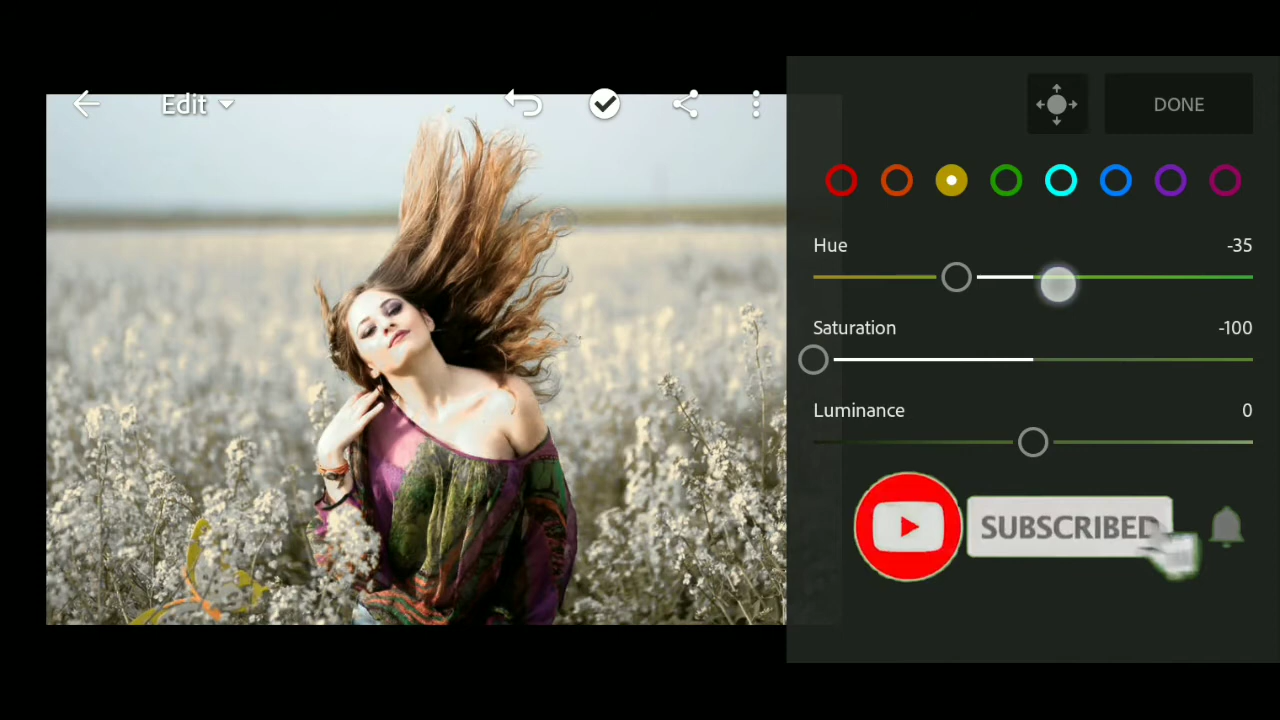 Edit
DONE
Hue -35
Saturation -100
Luminance 0
SUBSCRIBED